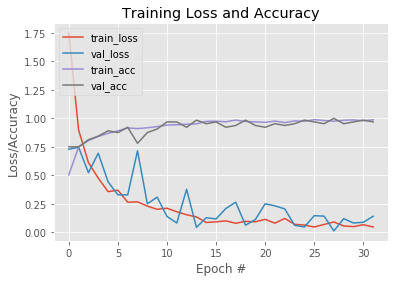 Training Loss and Accuracy
train_loss
val_loss
train_acc
val_acc
Loss/Accuracy
1.75
1.50
1.25
1.00
0.75
0.50
0.25
0.00
0 5 10 15 20 25 30
Epoch #